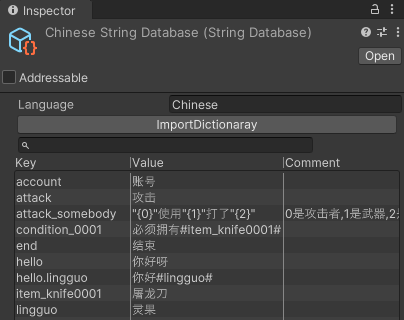 Inspector
Chinese String Database (String Database)
Open
Addressable
Language Chinese
ImportDictionaray
Key Value Comment
account 账号
attack 攻击
attack_somebody "{0}"使用"{1}"打了"{2}" 0是攻击者,1是武器,2是
condition_0001 必须拥有#item_knife0001#
end 结束
hello 你好呀
hello.lingguo 你好#lingguo#
item_knife0001 屠龙刀
lingguo 灵果